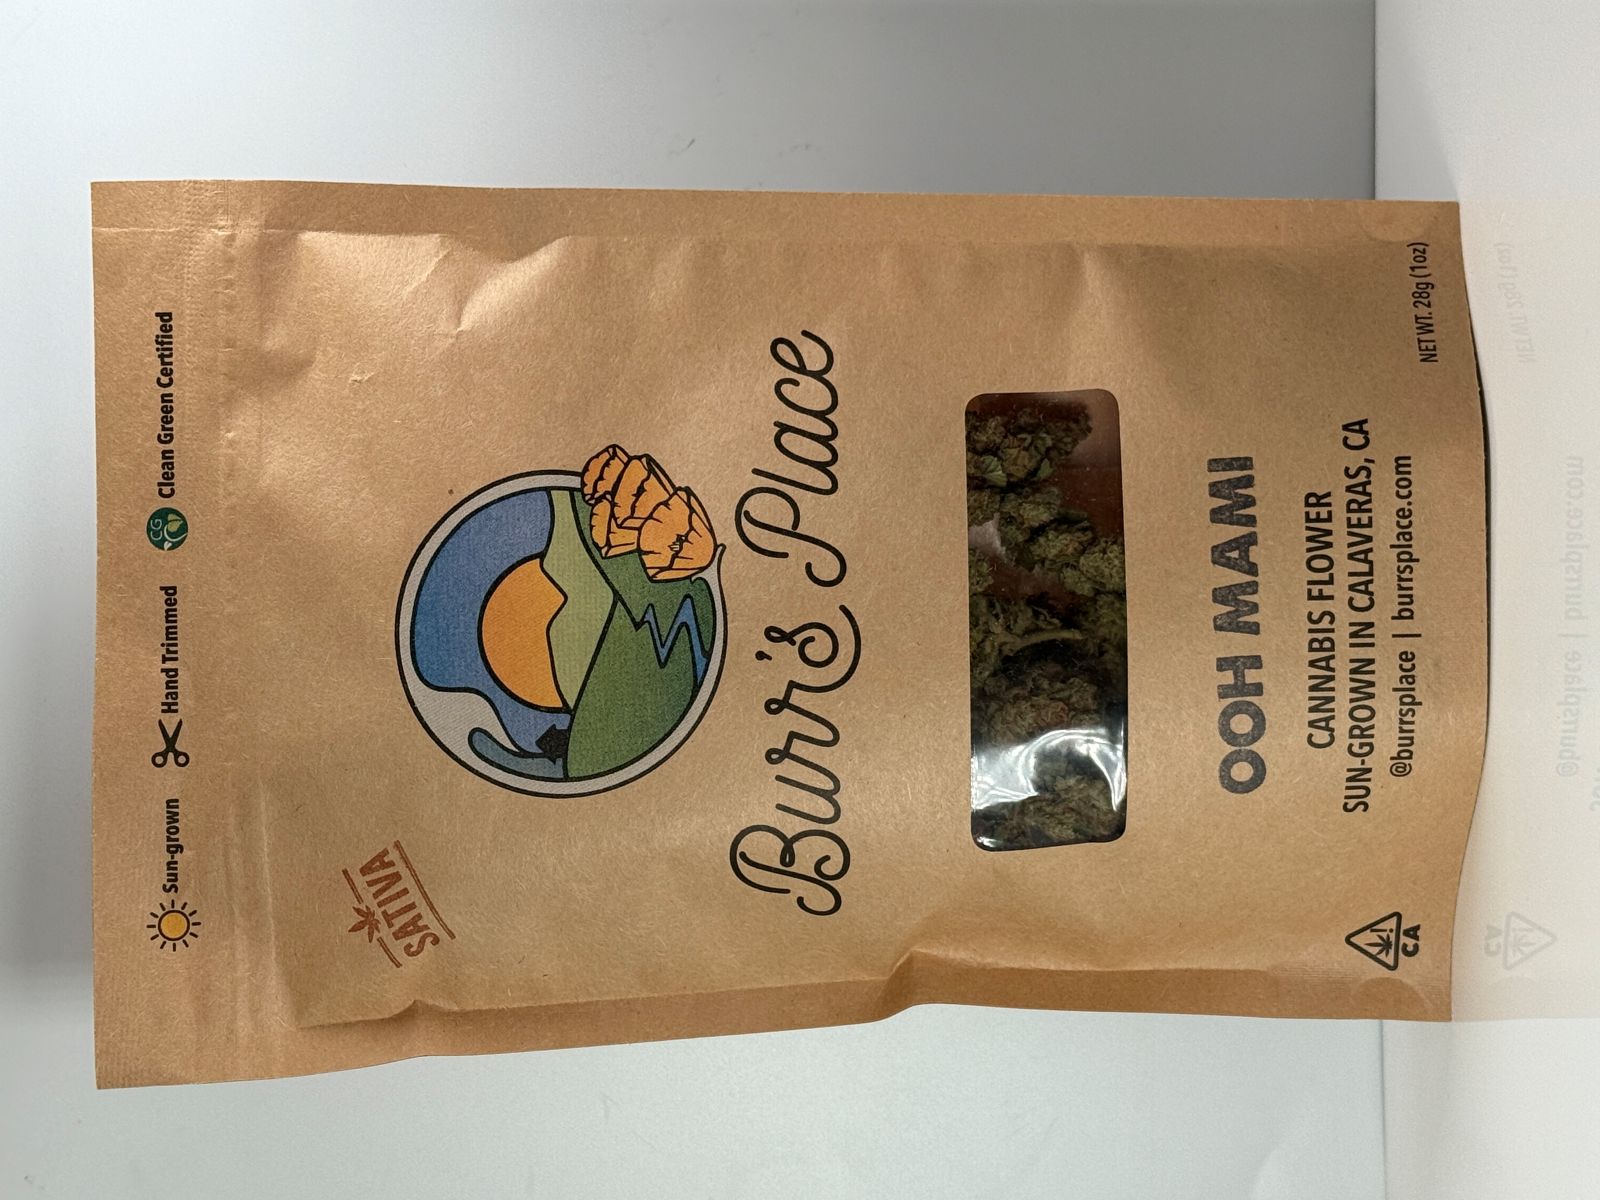 Sun-grown
Hand Trimmed
CG
Clean Green Certified
SATIVA
Burr's Place
OOH MAMI
CANNABIS FLOWER
SUN-GROWN IN CALAVERAS, CA
@burrsplace | burrsplace.com
CA
NET WT. 28g (1oz)